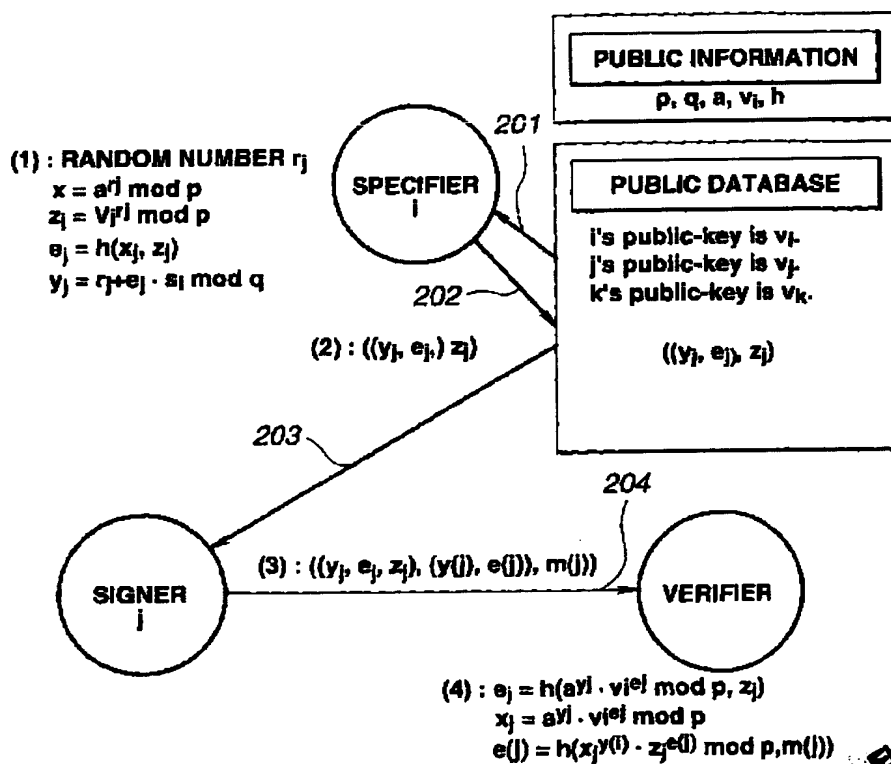 PUBLIC INFORMATION
p, q, a, vᵢ, h
201
(1) : RANDOM NUMBER rⱼ
x = a^rj mod p
zⱼ = Vⱼ^rj mod p
eⱼ = h(xⱼ, zⱼ)
yⱼ = rⱼ+eⱼ · sᵢ mod q
SPECIFIER
i
PUBLIC DATABASE
i's public-key is vᵢ.
j's public-key is vⱼ.
k's public-key is vₖ.
((yⱼ, eⱼ), zⱼ)
202
(2) : ((yⱼ, eⱼ,) zⱼ)
203
204
(3) : ((yⱼ, eⱼ, zⱼ), {y(j), e(j)), m(j))
SIGNER
j
VERIFIER
(4) : eⱼ = h(a^yj · vi^ej mod p, zⱼ)
xⱼ = a^yj · vi^ej mod p
e(j) = h(xⱼ^y(i) · zⱼ^e(j) mod p,m(j))